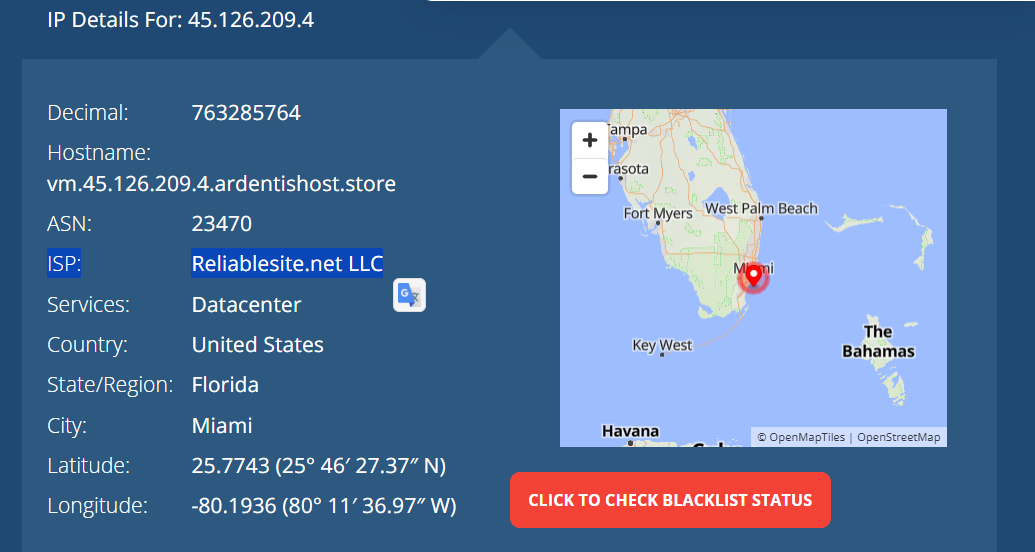 IP Details For: 45.126.209.4
Decimal: 763285764
Hostname:
vm.45.126.209.4.ardentishost.store
ASN: 23470
ISP: Reliablesite.net LLC
Services: Datacenter
Country: United States
State/Region: Florida
City: Miami
Latitude: 25.7743 (25° 46′ 27.37″ N)
Longitude: -80.1936 (80° 11′ 36.97″ W)
+
−
ampa
rasota
Fort Myers
West Palm Beach
Miami
Key West
The
Bahamas
Havana
© OpenMapTiles | OpenStreetMap
CLICK TO CHECK BLACKLIST STATUS